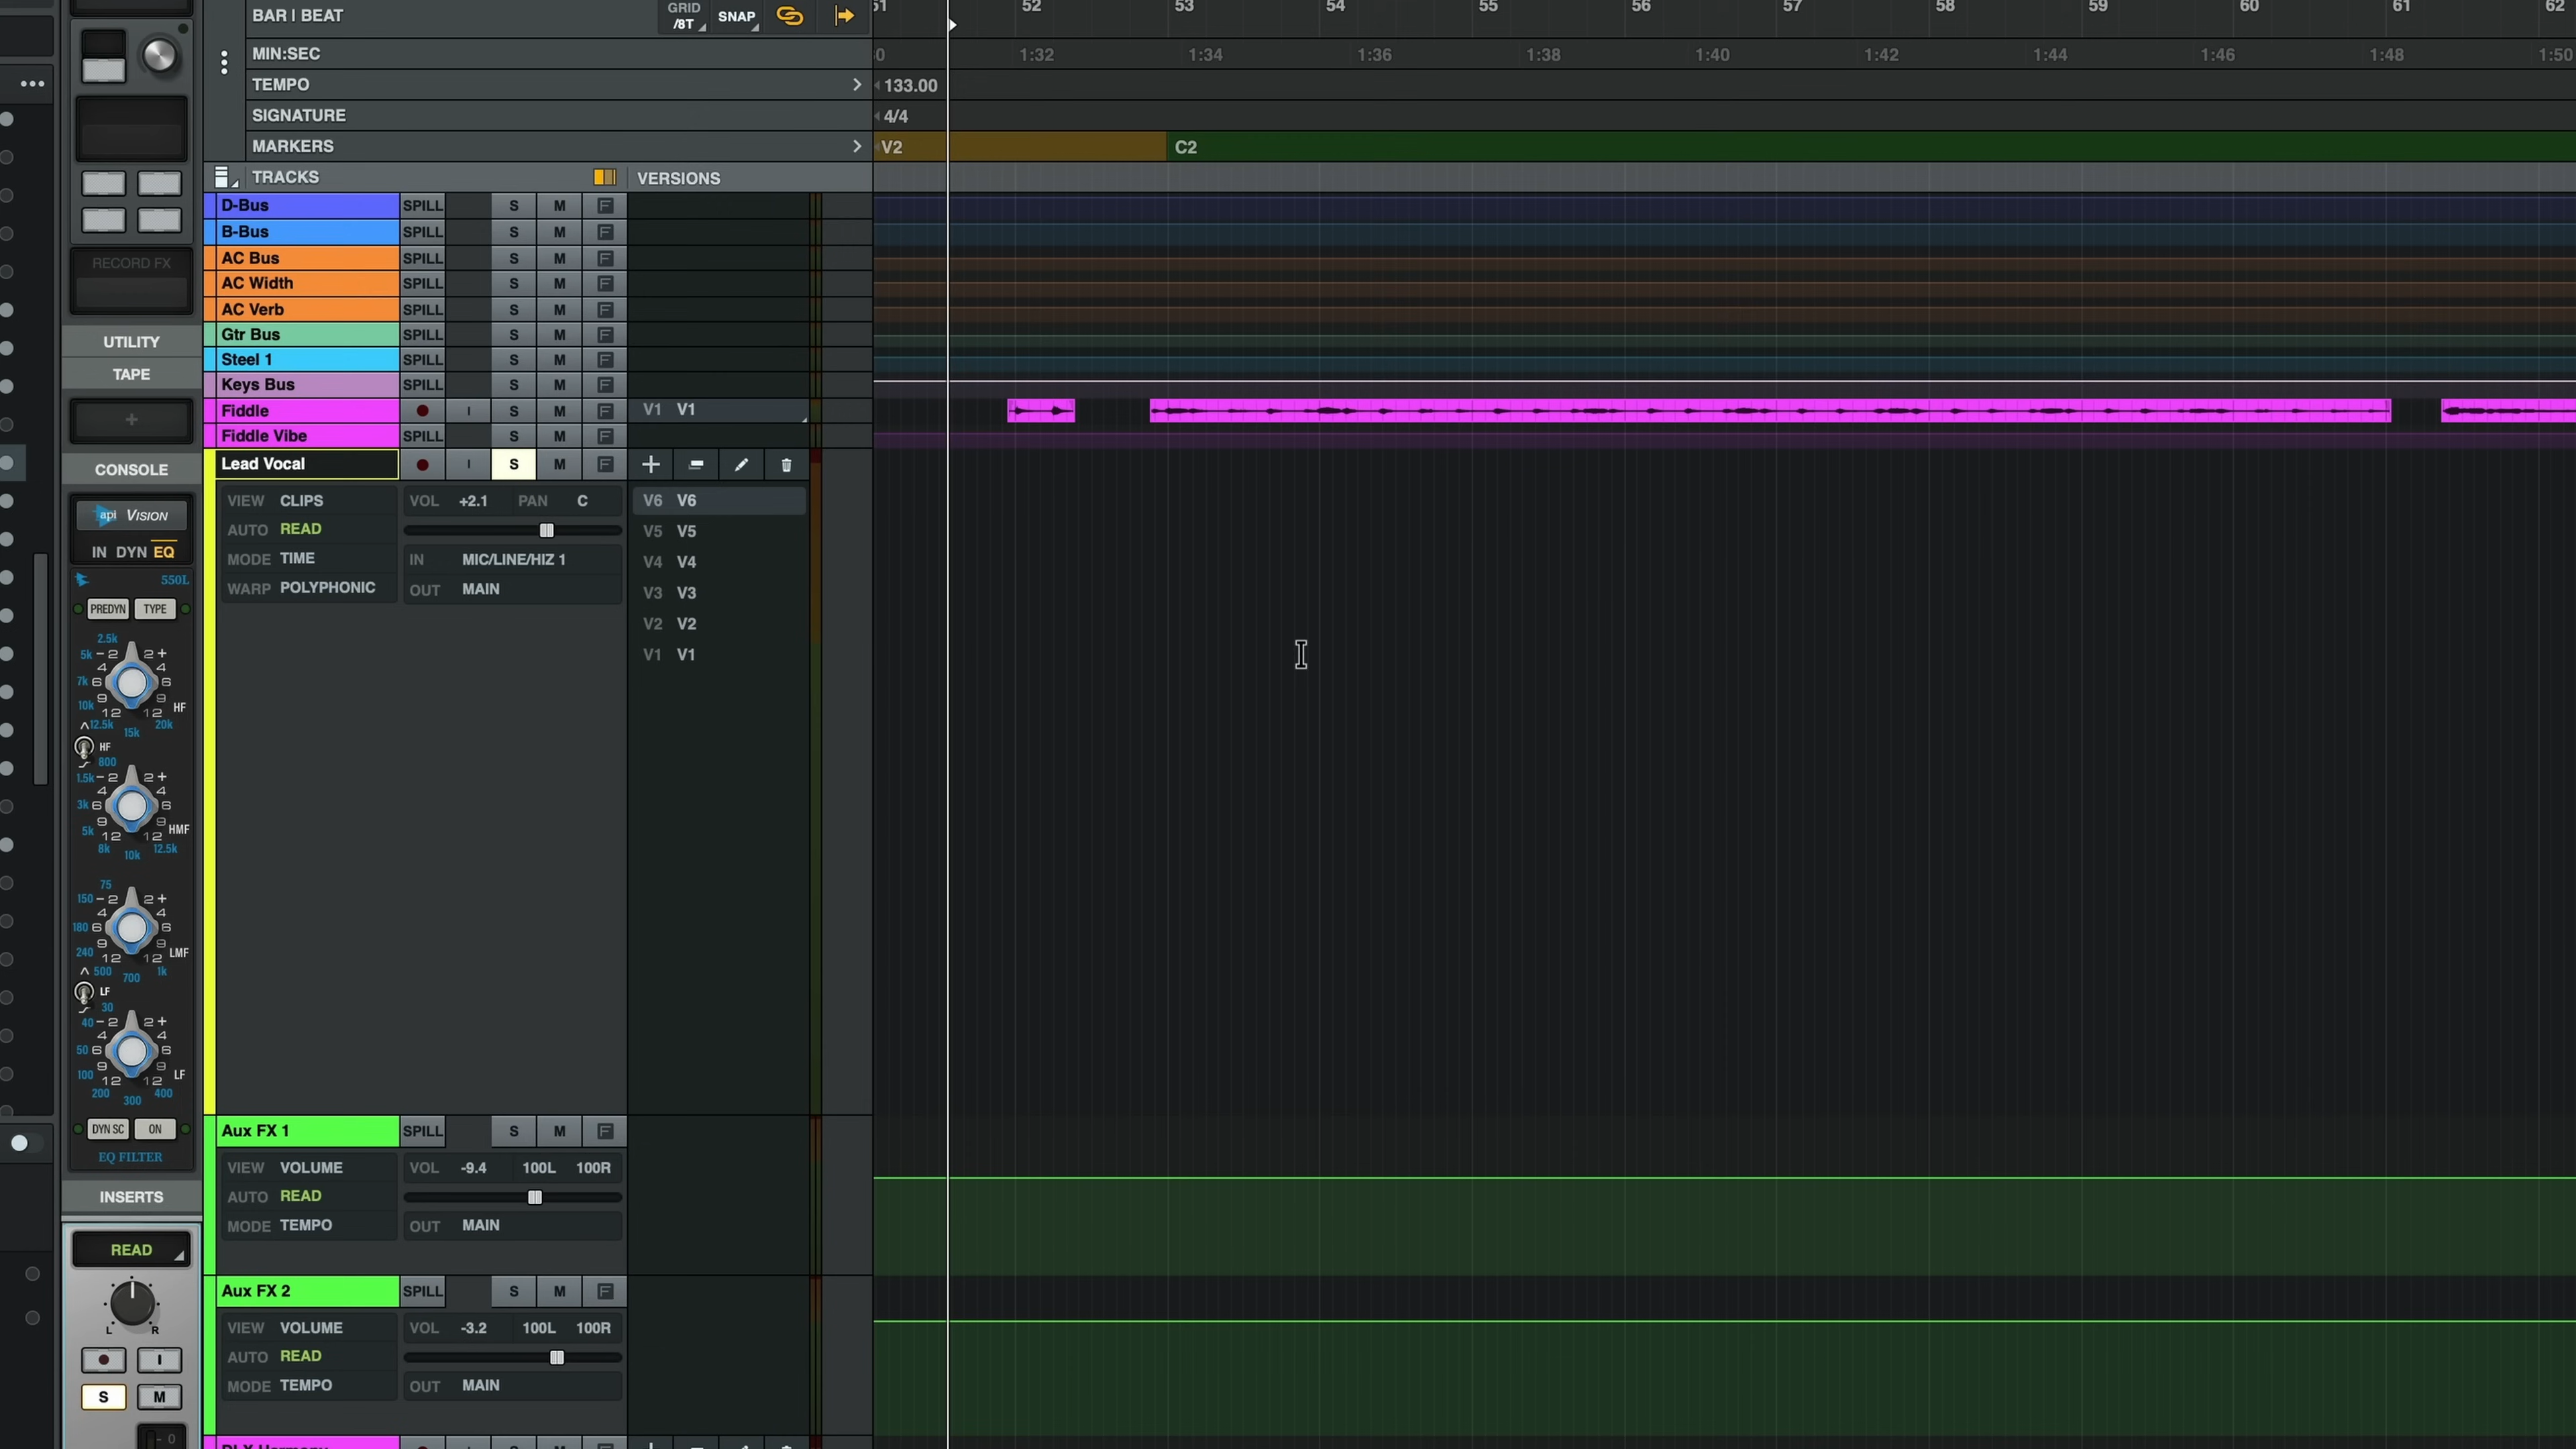 BAR | BEAT
GRID
/8T
SNAP
51 52 53 54 55 56 57 58 59 60 61 62
MIN:SEC
1:32 1:34 1:36 1:38 1:40 1:42 1:44 1:46 1:48 1:50
TEMPO
133.00
SIGNATURE
4/4
MARKERS
V2
C2
TRACKS
VERSIONS
D-Bus SPILL S M F
B-Bus SPILL S M F
AC Bus SPILL S M F
AC Width SPILL S M F
AC Verb SPILL S M F
Gtr Bus SPILL S M F
Steel 1 SPILL S M F
Keys Bus SPILL S M F
Fiddle I S M F V1 V1
Fiddle Vibe SPILL S M F
Lead Vocal I S M F
VIEW CLIPS VOL +2.1 PAN C
AUTO READ
MODE TIME IN MIC/LINE/HIZ 1
WARP POLYPHONIC OUT MAIN
V6 V6
V5 V5
V4 V4
V3 V3
V2 V2
V1 V1
Aux FX 1 SPILL S M F
VIEW VOLUME VOL -9.4 100L 100R
AUTO READ
MODE TEMPO OUT MAIN
Aux FX 2 SPILL S M F
VIEW VOLUME VOL -3.2 100L 100R
AUTO READ
MODE TEMPO OUT MAIN
RECORD FX
UTILITY
TAPE
+
CONSOLE
api VISION
IN DYN EQ
550L
PREDYN TYPE
2.5k
5k - 2 2 +
4 4
7k 6 6
9 9
10k 12 12 HF
12.5k 15k 20k
HF
800
1.5k - 2 2 +
4 4
3k 6 6
9 9
5k 12 12 HMF
8k 10k 12.5k
75
150 - 2 2 +
4 4
180 6 6
9 9
240 12 12 LMF
500 700 1k
LF
30
40 - 2 2 +
4 4
50 6 6
9 9
100 12 12 LF
200 300 400
DYN SC ON
EQ FILTER
INSERTS
READ
L R
I
S M
- 0